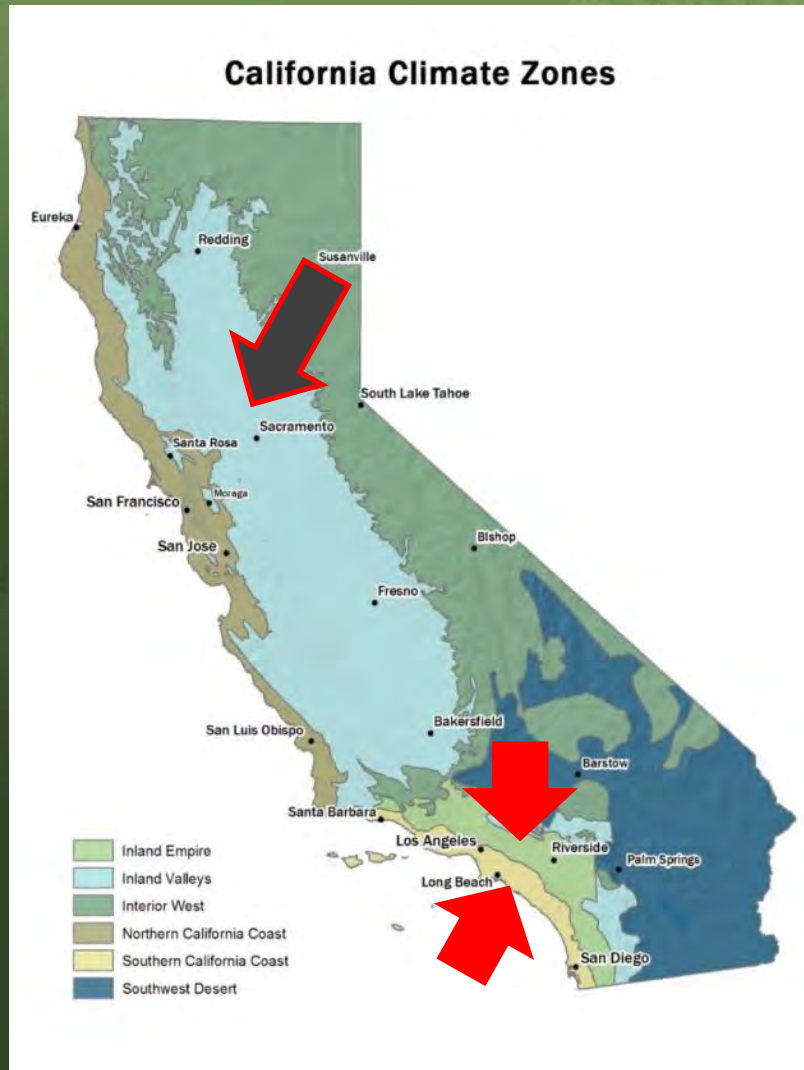 California Climate Zones
Eureka
Redding
Susanville
South Lake Tahoe
Sacramento
Santa Rosa
Moraga
San Francisco
San Jose
BIshop
Fresno
San Luis Obispo
Bakersfield
Barstow
Santa Barbara
Los Angeles
Riverside
Palm Springs
Long Beach
San Diego
Inland Empire
Inland Valleys
Interior West
Northern California Coast
Southern California Coast
Southwest Desert